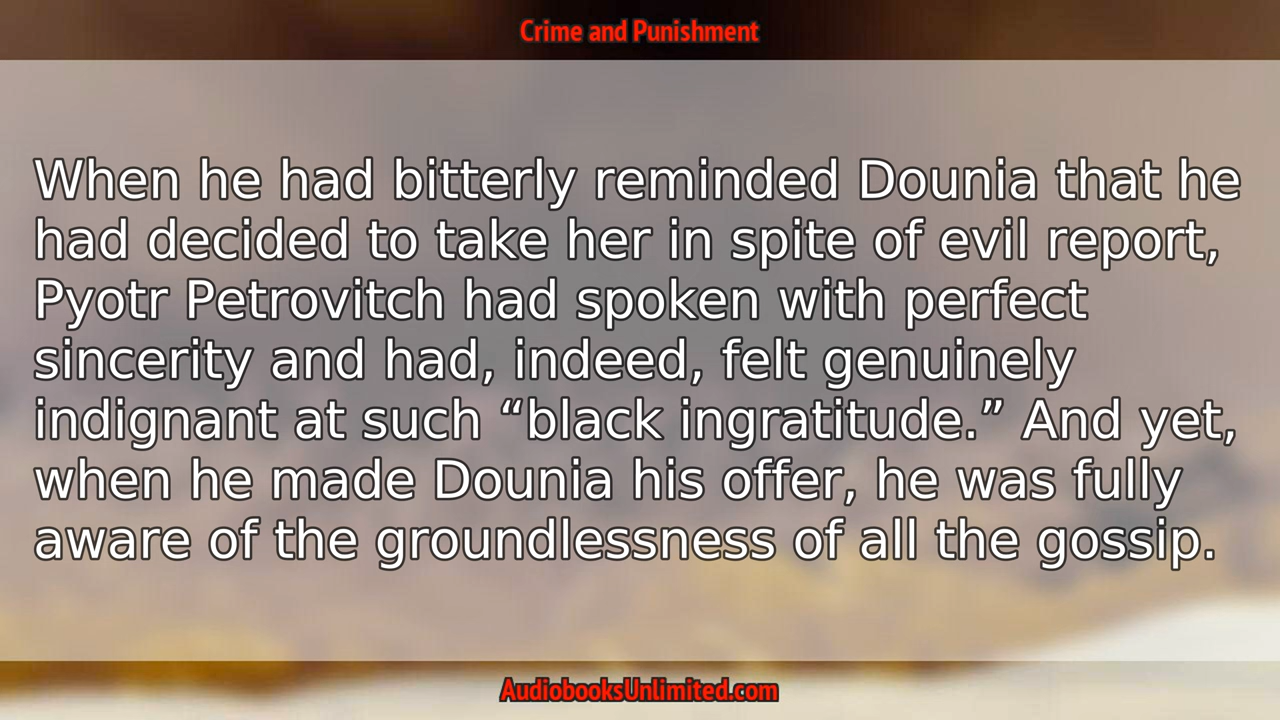 Crime and Punishment
When he had bitterly reminded Dounia that he
had decided to take her in spite of evil report,
Pyotr Petrovitch had spoken with perfect
sincerity and had, indeed, felt genuinely
indignant at such “black ingratitude.” And yet,
when he made Dounia his offer, he was fully
aware of the groundlessness of all the gossip.
AudiobooksUnlimited.com